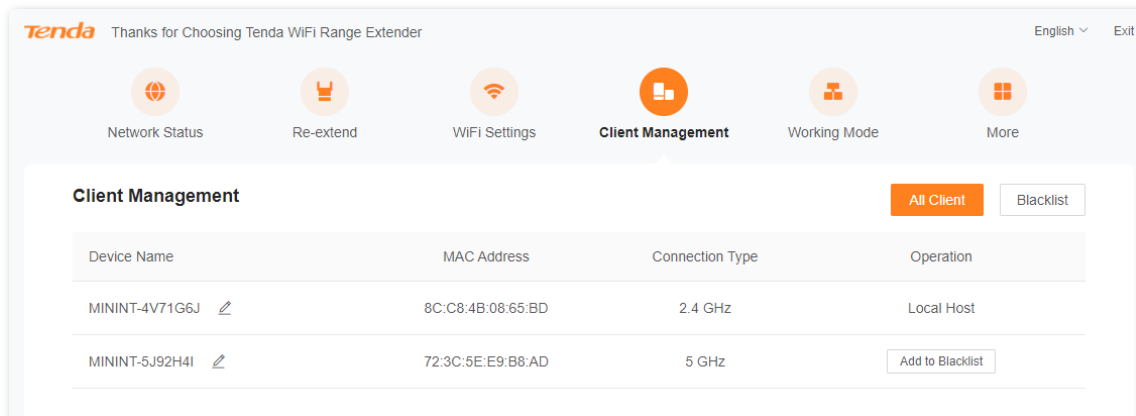 Tenda Thanks for Choosing Tenda WiFi Range Extender English Exit
Network Status Re-extend WiFi Settings Client Management Working Mode More
Client Management All Client Blacklist
Device Name MAC Address Connection Type Operation
MININT-4V71G6J 8C:C8:4B:08:65:BD 2.4 GHz Local Host
MININT-5J92H4I 72:3C:5E:E9:B8:AD 5 GHz Add to Blacklist